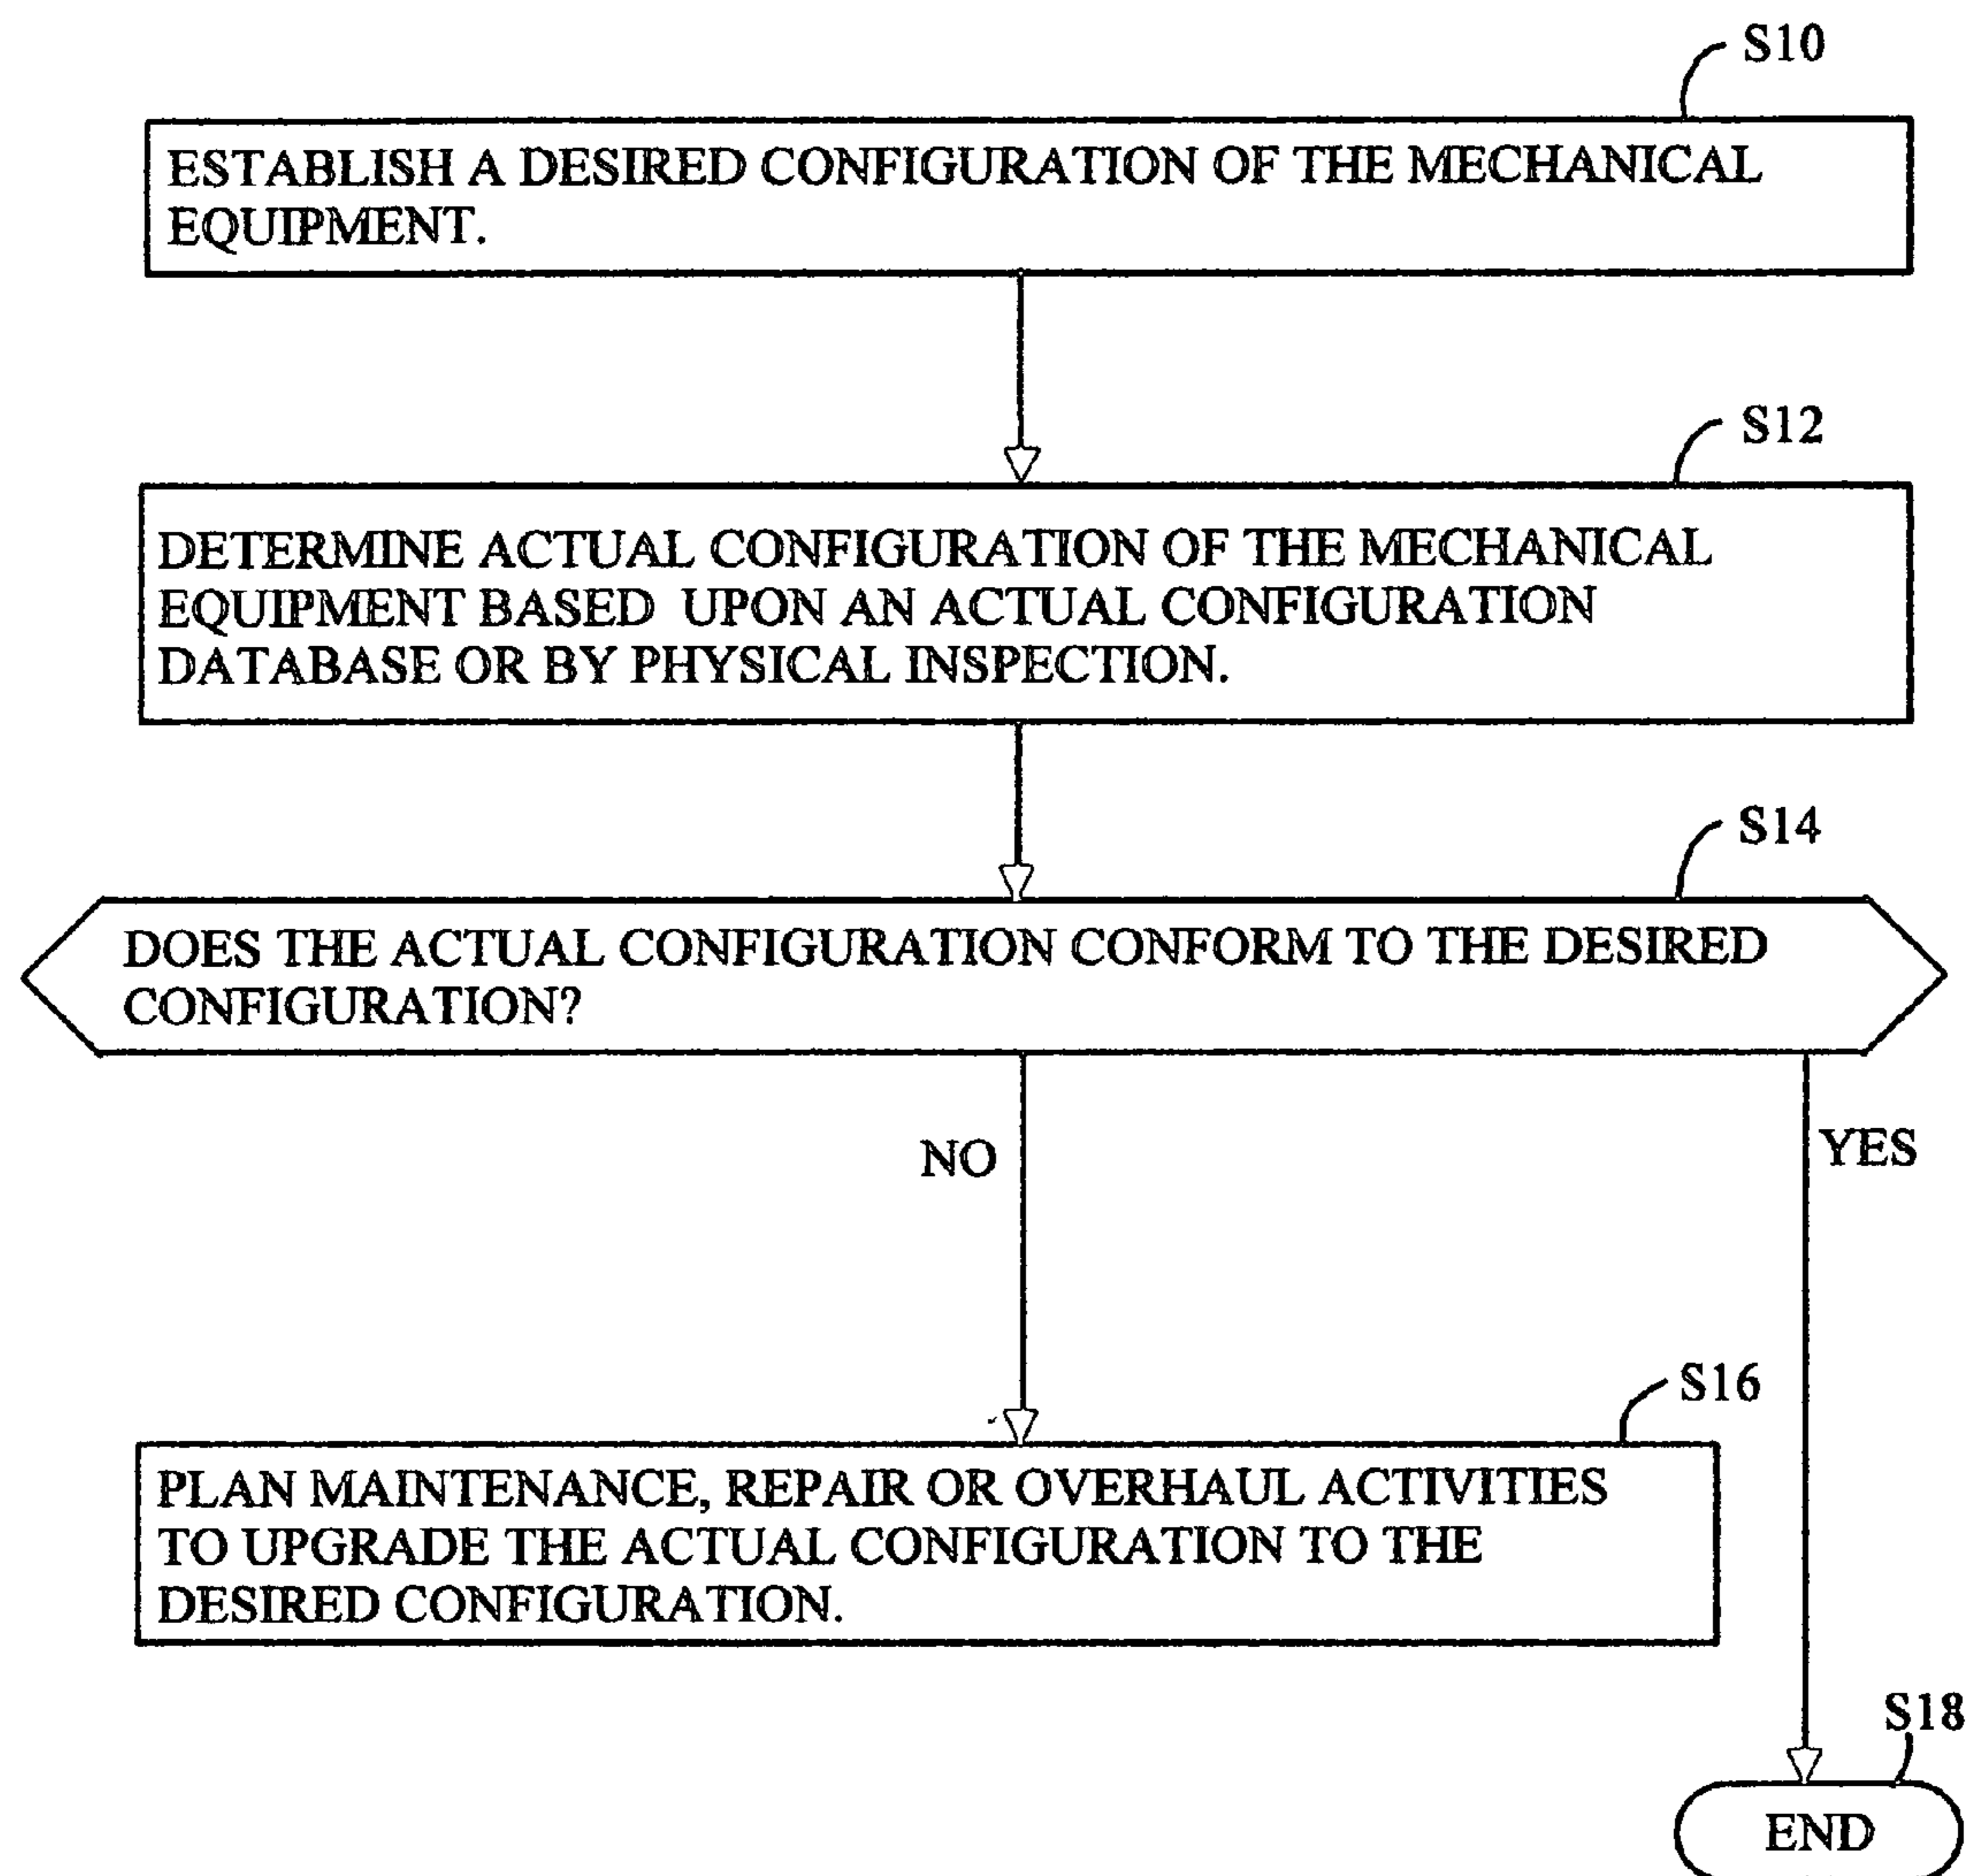 S10
ESTABLISH A DESIRED CONFIGURATION OF THE MECHANICAL
EQUIPMENT.
S12
DETERMINE ACTUAL CONFIGURATION OF THE MECHANICAL
EQUIPMENT BASED UPON AN ACTUAL CONFIGURATION
DATABASE OR BY PHYSICAL INSPECTION.
S14
DOES THE ACTUAL CONFIGURATION CONFORM TO THE DESIRED
CONFIGURATION?
NO
YES
S16
PLAN MAINTENANCE, REPAIR OR OVERHAUL ACTIVITIES
TO UPGRADE THE ACTUAL CONFIGURATION TO THE
DESIRED CONFIGURATION.
S18
END